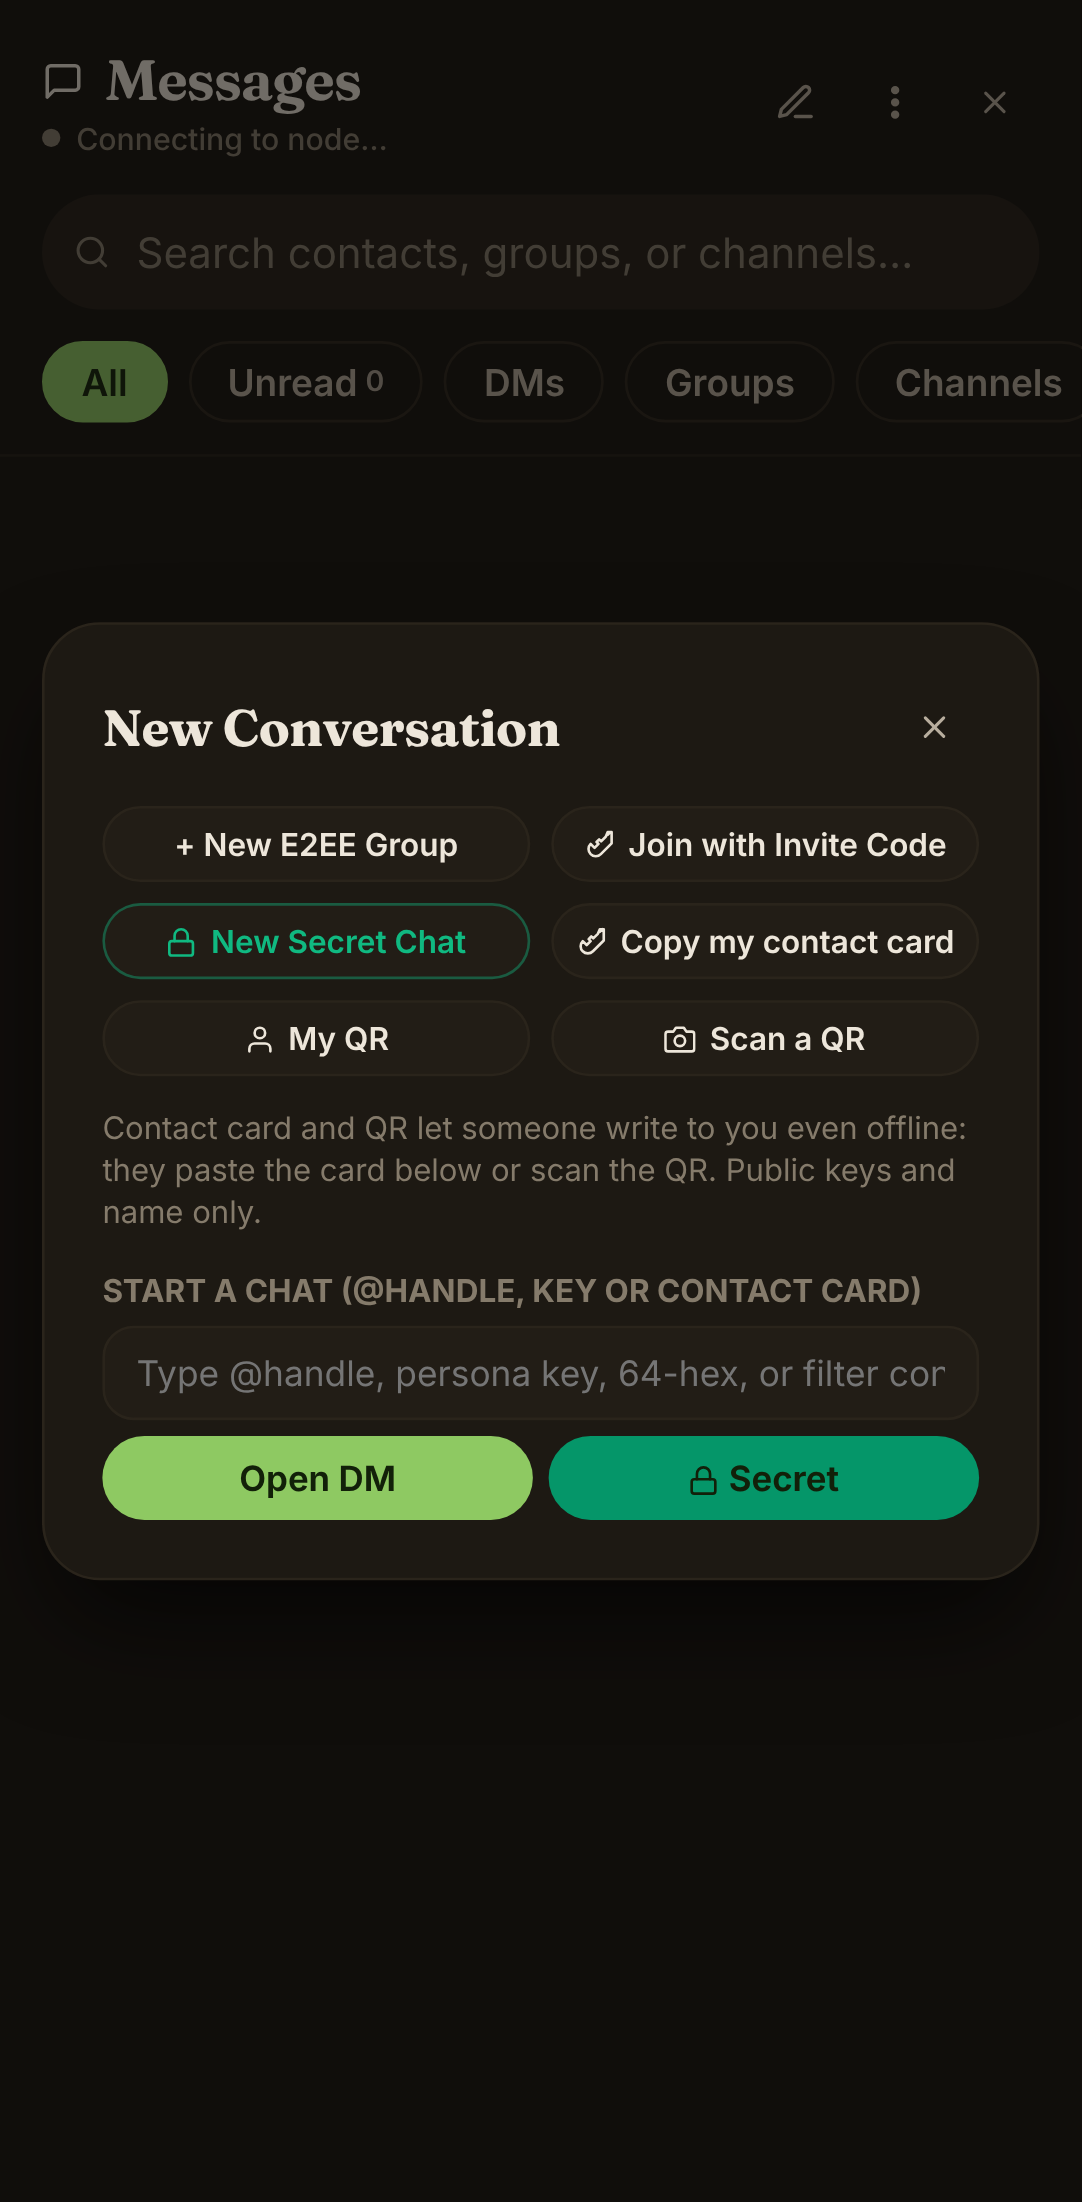 Messages
Connecting to node...
Search contacts, groups, or channels...
All
Unread 0
DMs
Groups
Channels
New Conversation
+ New E2EE Group
Join with Invite Code
New Secret Chat
Copy my contact card
My QR
Scan a QR
Contact card and QR let someone write to you even offline:
they paste the card below or scan the QR. Public keys and
name only.
START A CHAT (@HANDLE, KEY OR CONTACT CARD)
Type @handle, persona key, 64-hex, or filter con
Open DM
Secret